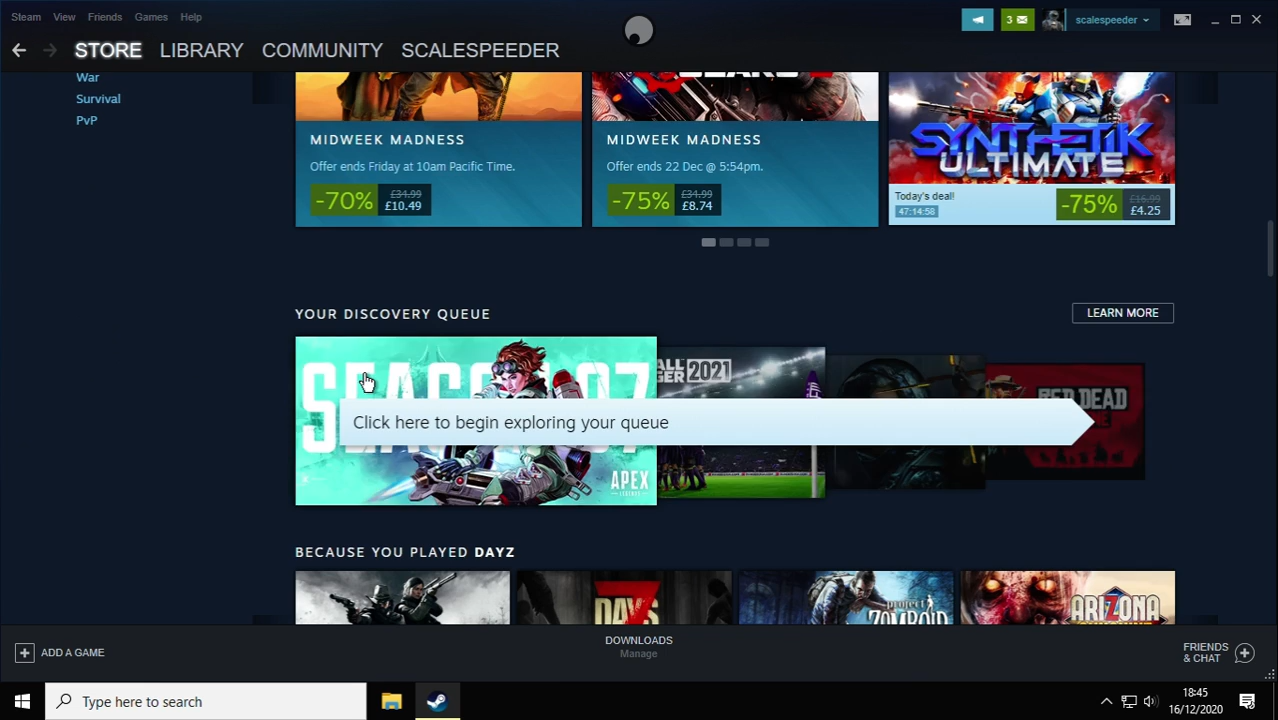 Steam View Friends Games Help
3
scalespeeder
STORE LIBRARY COMMUNITY SCALESPEEDER
War
Survival
PvP
MIDWEEK MADNESS
Offer ends Friday at 10am Pacific Time.
-70% £34.99
£10.49
MIDWEEK MADNESS
Offer ends 22 Dec @ 5:54pm.
-75% £34.99
£8.74
SYNTHETIK
ULTIMATE
Today's deal!
47:14:58
-75% £16.99
£4.25
YOUR DISCOVERY QUEUE
LEARN MORE
2021
RED DEAD
Click here to begin exploring your queue
APEX
BECAUSE YOU PLAYED DAYZ
DAYS
project
ZOMBOID
ARIZONA
ADD A GAME
DOWNLOADS
Manage
FRIENDS
& CHAT
Type here to search
18:45
16/12/2020